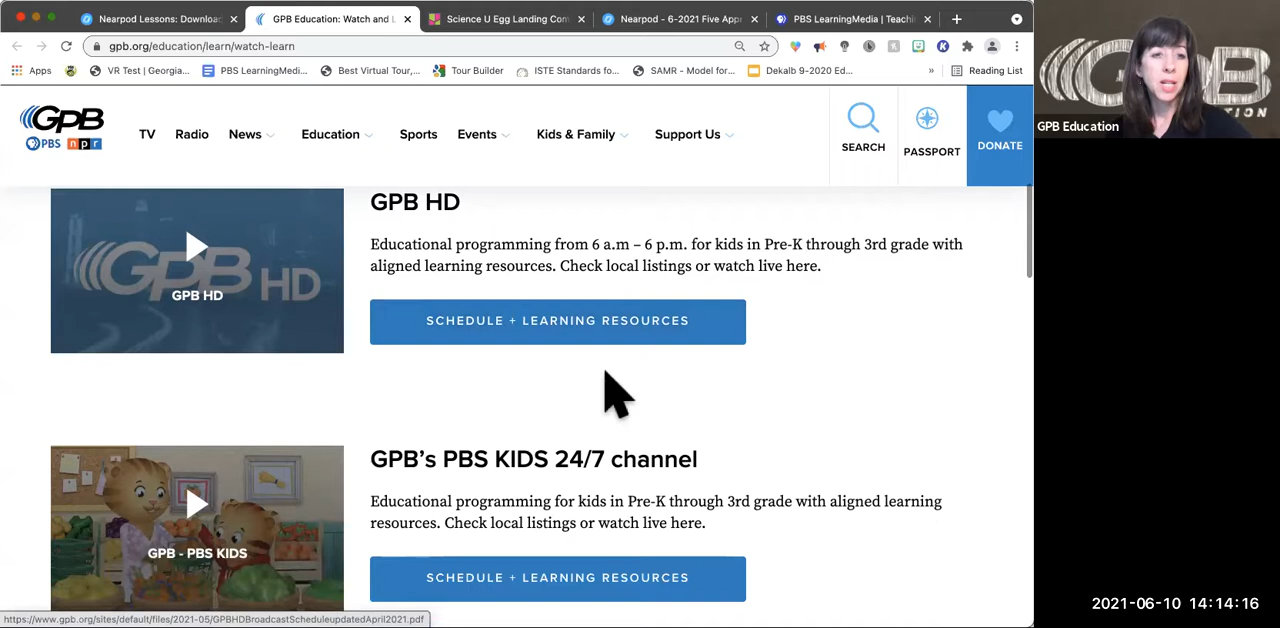 Nearpod Lessons: Downloa
GPB Education: Watch and L
Science U Egg Landing Con
Nearpod - 6-2021 Five Appr
PBS LearningMedia | Teachi
gpb.org/education/learn/watch-learn
Apps
VR Test | Georgia...
PBS LearningMedi...
Best Virtual Tour,...
Tour Builder
ISTE Standards fo...
SAMR - Model for...
Dekalb 9-2020 Ed...
»
Reading List
GPB
PBS
npr
TV
Radio
News
Education
Sports
Events
Kids & Family
Support Us
SEARCH
PASSPORT
DONATE
GPB HD
GPB HD
GPB HD
Educational programming from 6 a.m – 6 p.m. for kids in Pre-K through 3rd grade with
aligned learning resources. Check local listings or watch live here.
SCHEDULE + LEARNING RESOURCES
GPB - PBS KIDS
GPB's PBS KIDS 24/7 channel
Educational programming for kids in Pre-K through 3rd grade with aligned learning
resources. Check local listings or watch live here.
SCHEDULE + LEARNING RESOURCES
https://www.gpb.org/sites/default/files/2021-05/GPBHDBroadcastScheduleupdatedApril2021.pdf
GPB Education
2021-06-10 14:14:16